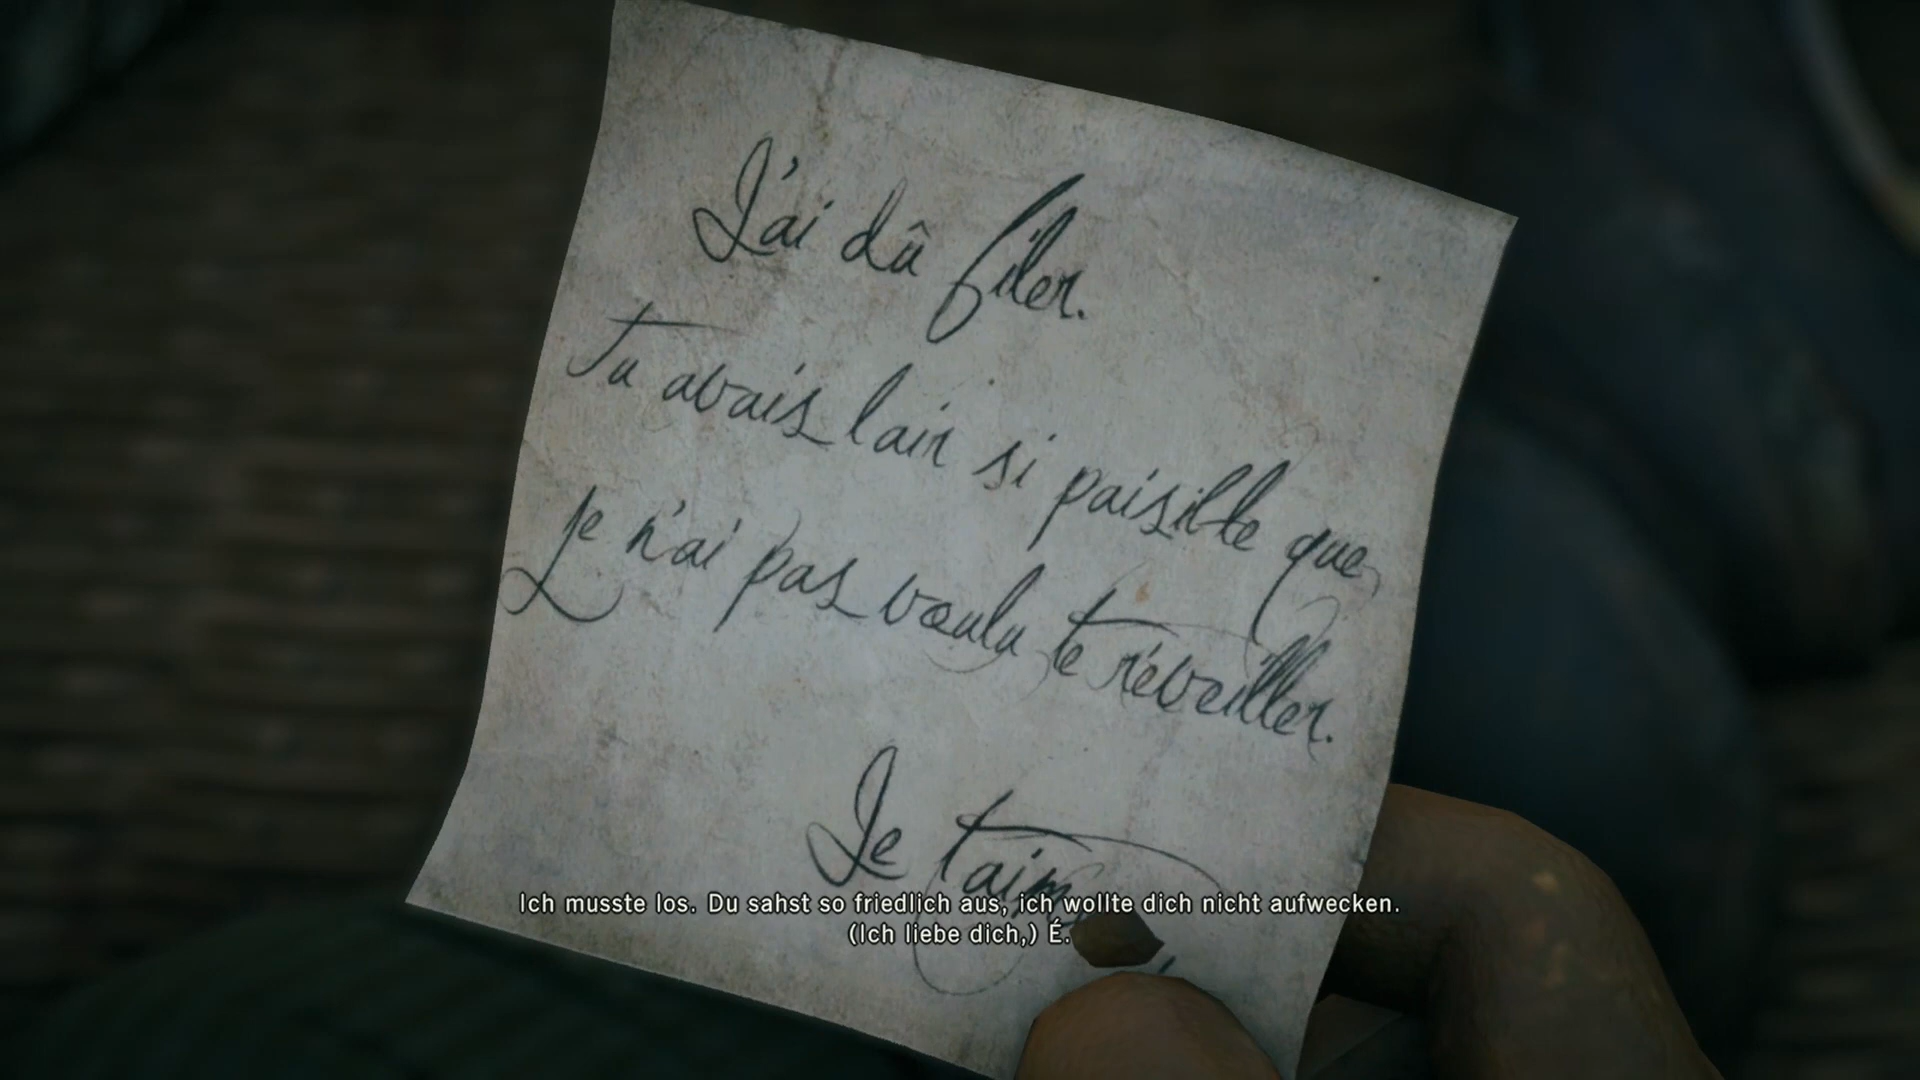 J'ai dû filer.
Tu avais l'air si paisible que
je n'ai pas voulu te réveiller.
Je t'aime
Ich musste los. Du sahst so friedlich aus, ich wollte dich nicht aufwecken.
(Ich liebe dich,) É.